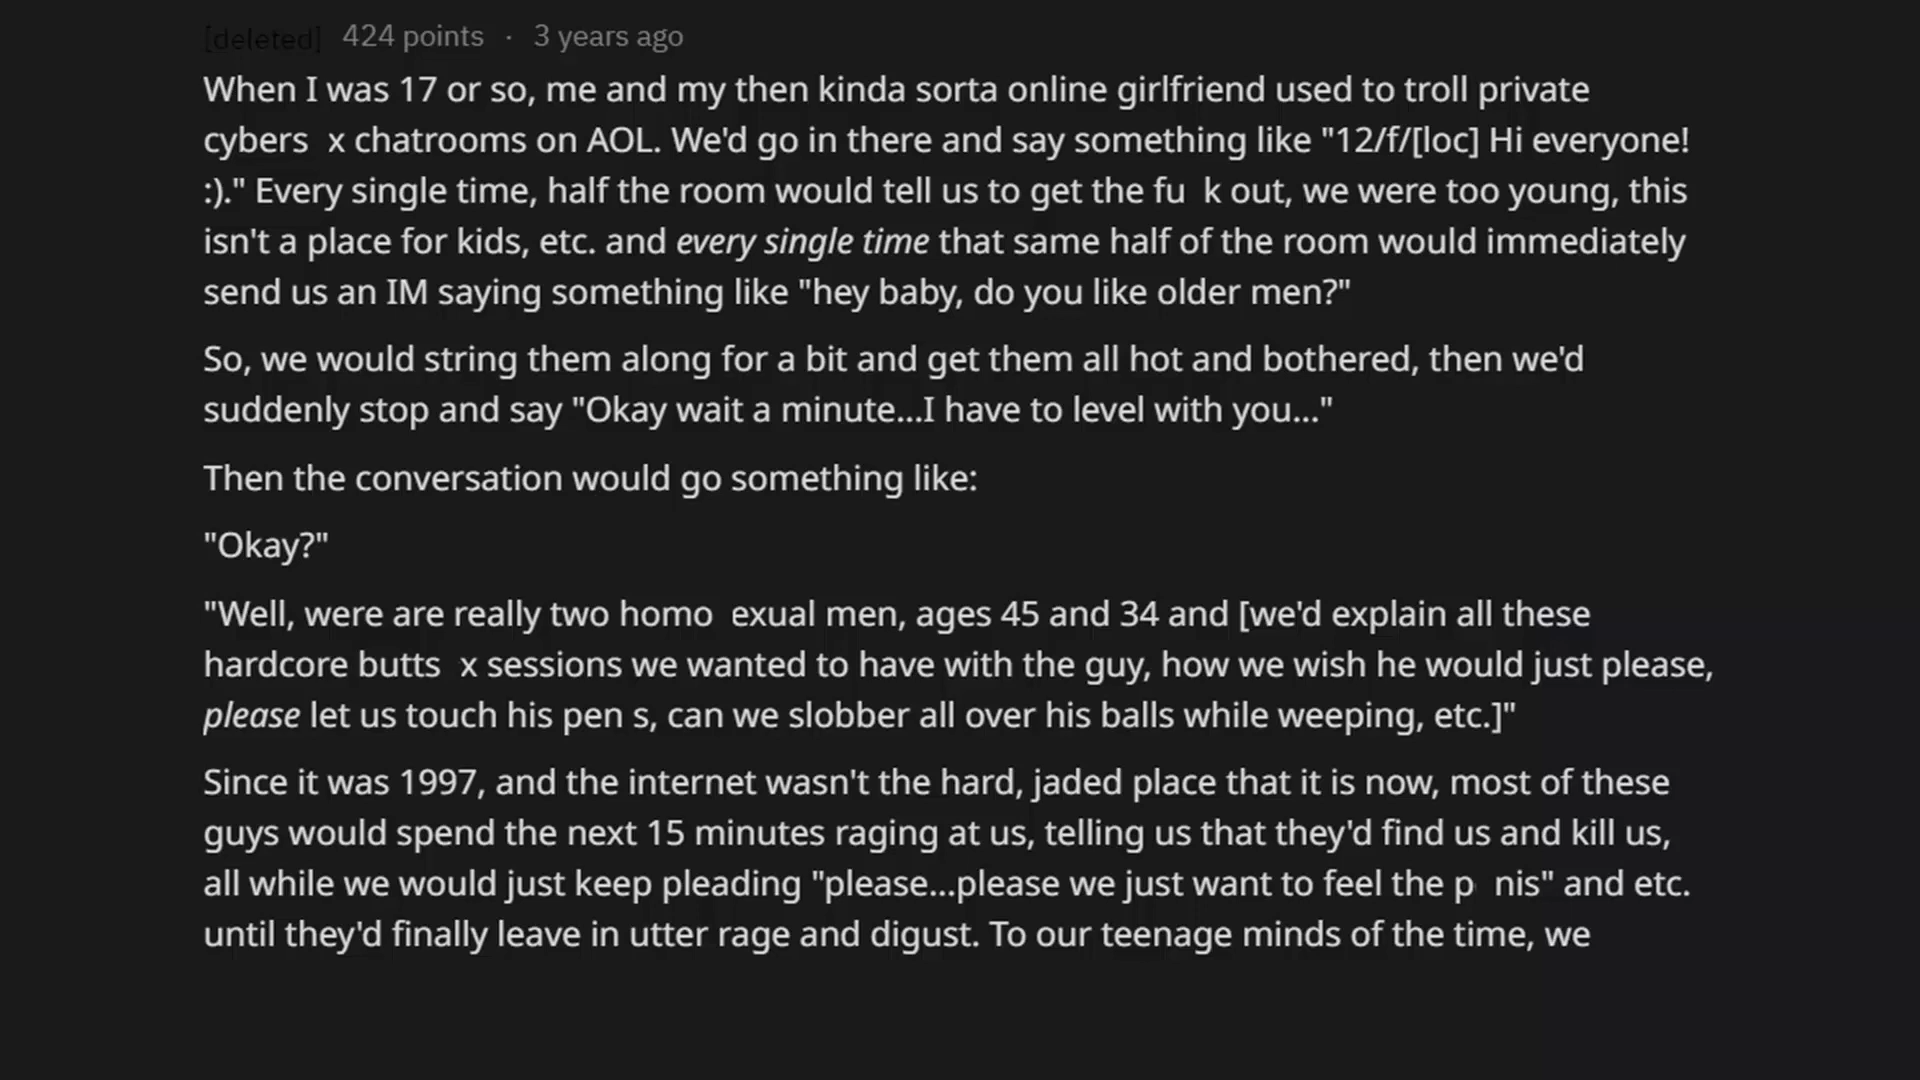 [deleted] 424 points · 3 years ago
When I was 17 or so, me and my then kinda sorta online girlfriend used to troll private
cybers x chatrooms on AOL. We'd go in there and say something like "12/f/[loc] Hi everyone!
:)." Every single time, half the room would tell us to get the fu k out, we were too young, this
isn't a place for kids, etc. and every single time that same half of the room would immediately
send us an IM saying something like "hey baby, do you like older men?"
So, we would string them along for a bit and get them all hot and bothered, then we'd
suddenly stop and say "Okay wait a minute...I have to level with you..."
Then the conversation would go something like:
"Okay?"
"Well, were are really two homo exual men, ages 45 and 34 and [we'd explain all these
hardcore butts x sessions we wanted to have with the guy, how we wish he would just please,
please let us touch his pen s, can we slobber all over his balls while weeping, etc.]"
Since it was 1997, and the internet wasn't the hard, jaded place that it is now, most of these
guys would spend the next 15 minutes raging at us, telling us that they'd find us and kill us,
all while we would just keep pleading "please...please we just want to feel the p nis" and etc.
until they'd finally leave in utter rage and digust. To our teenage minds of the time, we